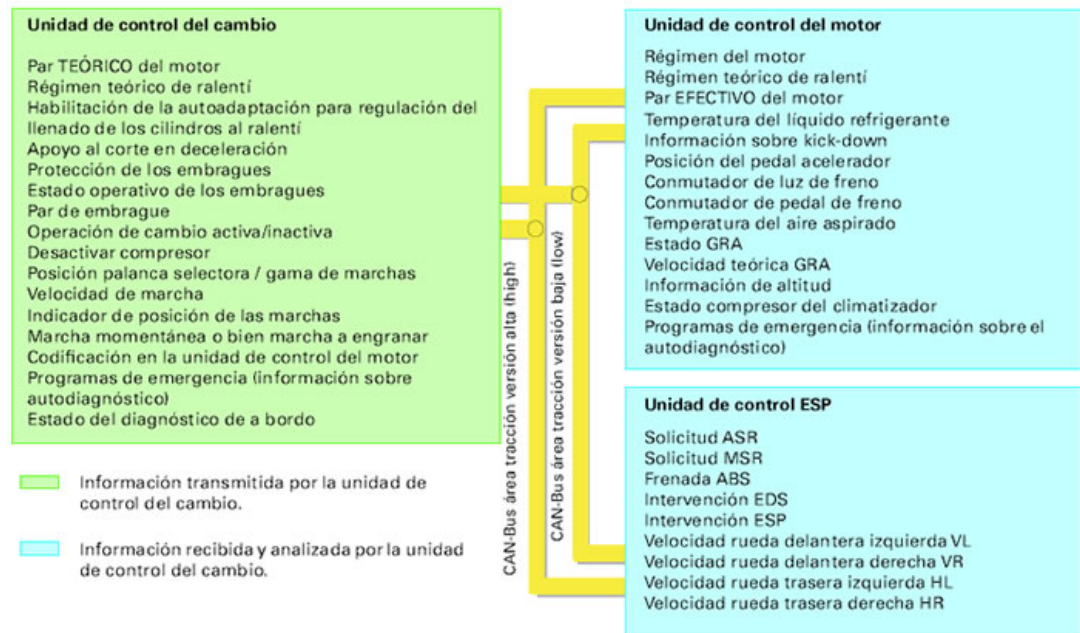 Unidad de control del cambio
Par TEÓRICO del motor
Régimen teórico de ralentí
Habilitación de la autoadaptación para regulación del
llenado de los cilindros al ralentí
Apoyo al corte en deceleración
Protección de los embragues
Estado operativo de los embragues
Par de embrague
Operación de cambio activa/inactiva
Desactivar compresor
Posición palanca selectora / gama de marchas
Velocidad de marcha
Indicador de posición de las marchas
Marcha momentánea o bien marcha a engranar
Codificación en la unidad de control del motor
Programas de emergencia (información sobre
autodiagnóstico)
Estado del diagnóstico de a bordo
Información transmitida por la unidad de
control del cambio.
Información recibida y analizada por la unidad
de control del cambio.
CAN-Bus área tracción versión alta (high)
CAN-Bus área tracción versión baja (low)
Unidad de control del motor
Régimen del motor
Régimen teórico de ralentí
Par EFECTIVO del motor
Temperatura del líquido refrigerante
Información sobre kick-down
Posición del pedal acelerador
Conmutador de luz de freno
Conmutador de pedal de freno
Temperatura del aire aspirado
Estado GRA
Velocidad teórica GRA
Información de altitud
Estado compresor del climatizador
Programas de emergencia (información sobre el
autodiagnóstico)
Unidad de control ESP
Solicitud ASR
Solicitud MSR
Frenada ABS
Intervención EDS
Intervención ESP
Velocidad rueda delantera izquierda VL
Velocidad rueda delantera derecha VR
Velocidad rueda trasera izquierda HL
Velocidad rueda trasera derecha HR